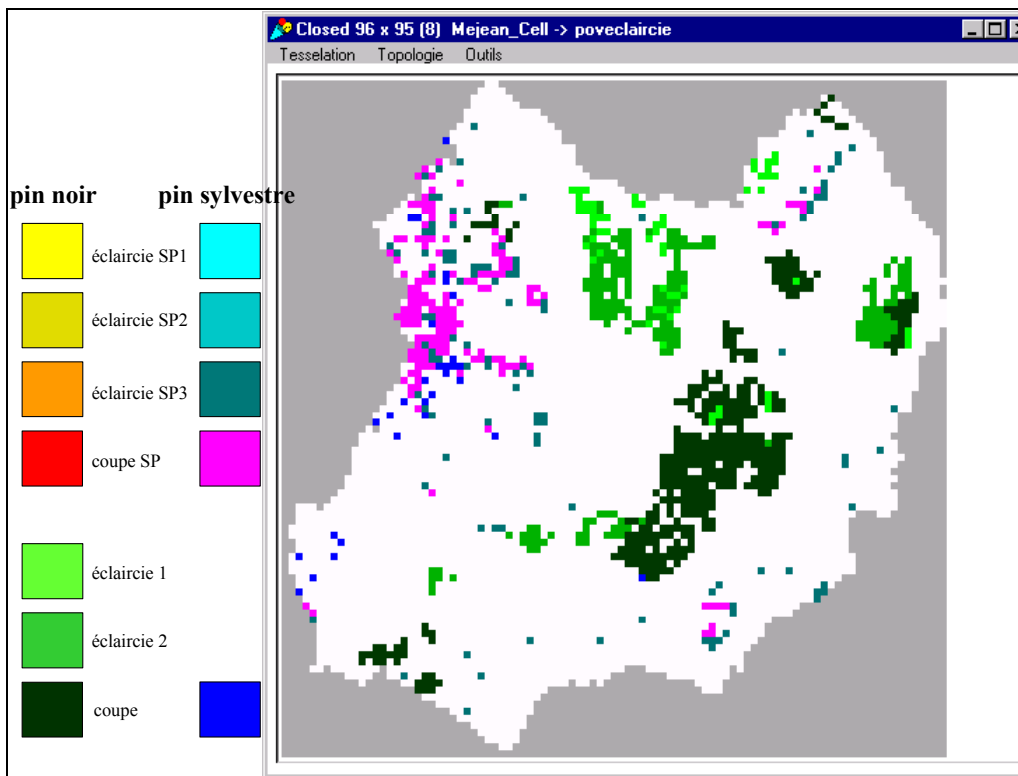 Closed 96 x 95 (8) Mejean_Cell -> poveclaircie
Tesselation Topologie Outils
pin noir pin sylvestre
éclaircie SP1
éclaircie SP2
éclaircie SP3
coupe SP
éclaircie 1
éclaircie 2
coupe